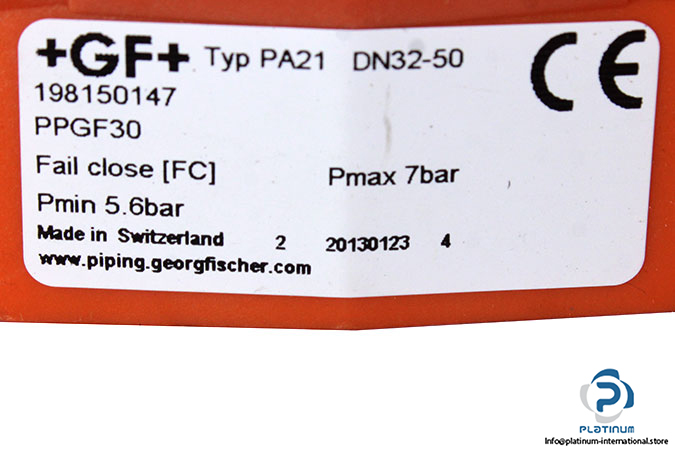 +GF+ Typ PA21 DN32-50 CE
198150147
PPGF30
Fail close [FC] Pmax 7bar
Pmin 5.6bar
Made in Switzerland 2 20130123 4
www.piping.georgfischer.com
P
PLATINUM
Info@platinum-international.store